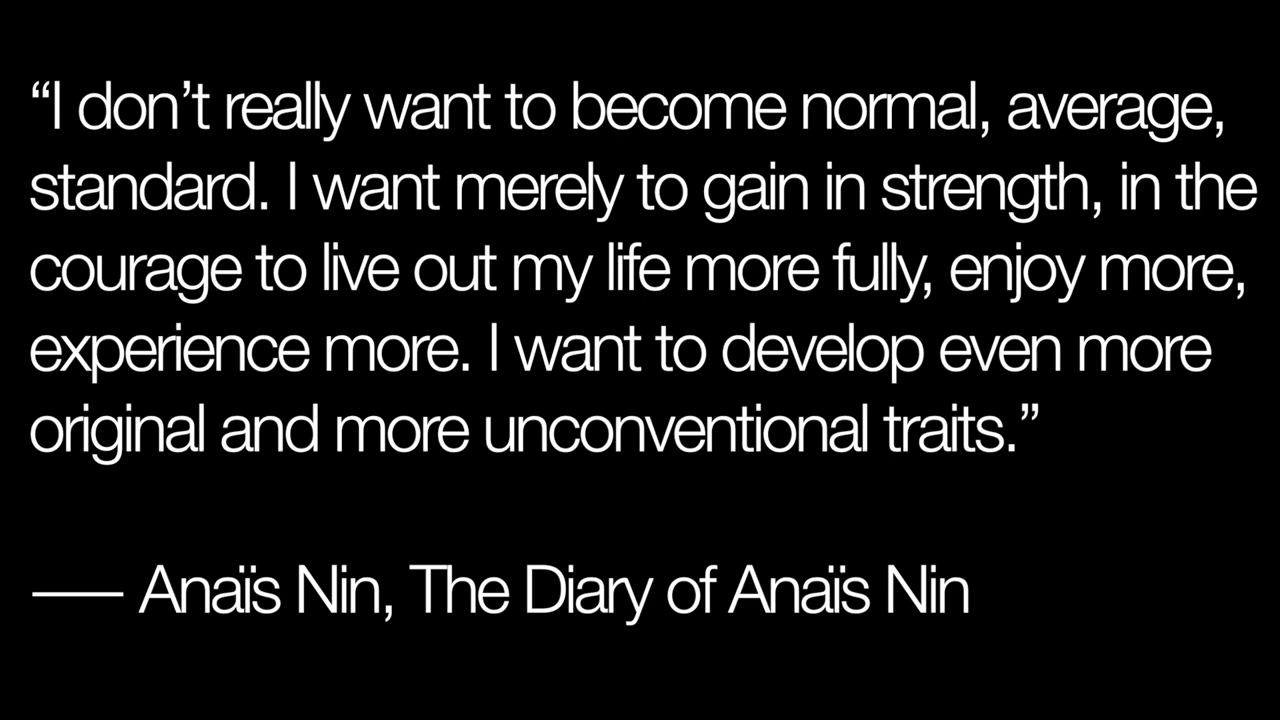 “I don’t really want to become normal, average,
standard. I want merely to gain in strength, in the
courage to live out my life more fully, enjoy more,
experience more. I want to develop even more
original and more unconventional traits.”
—— Anaïs Nin, The Diary of Anaïs Nin